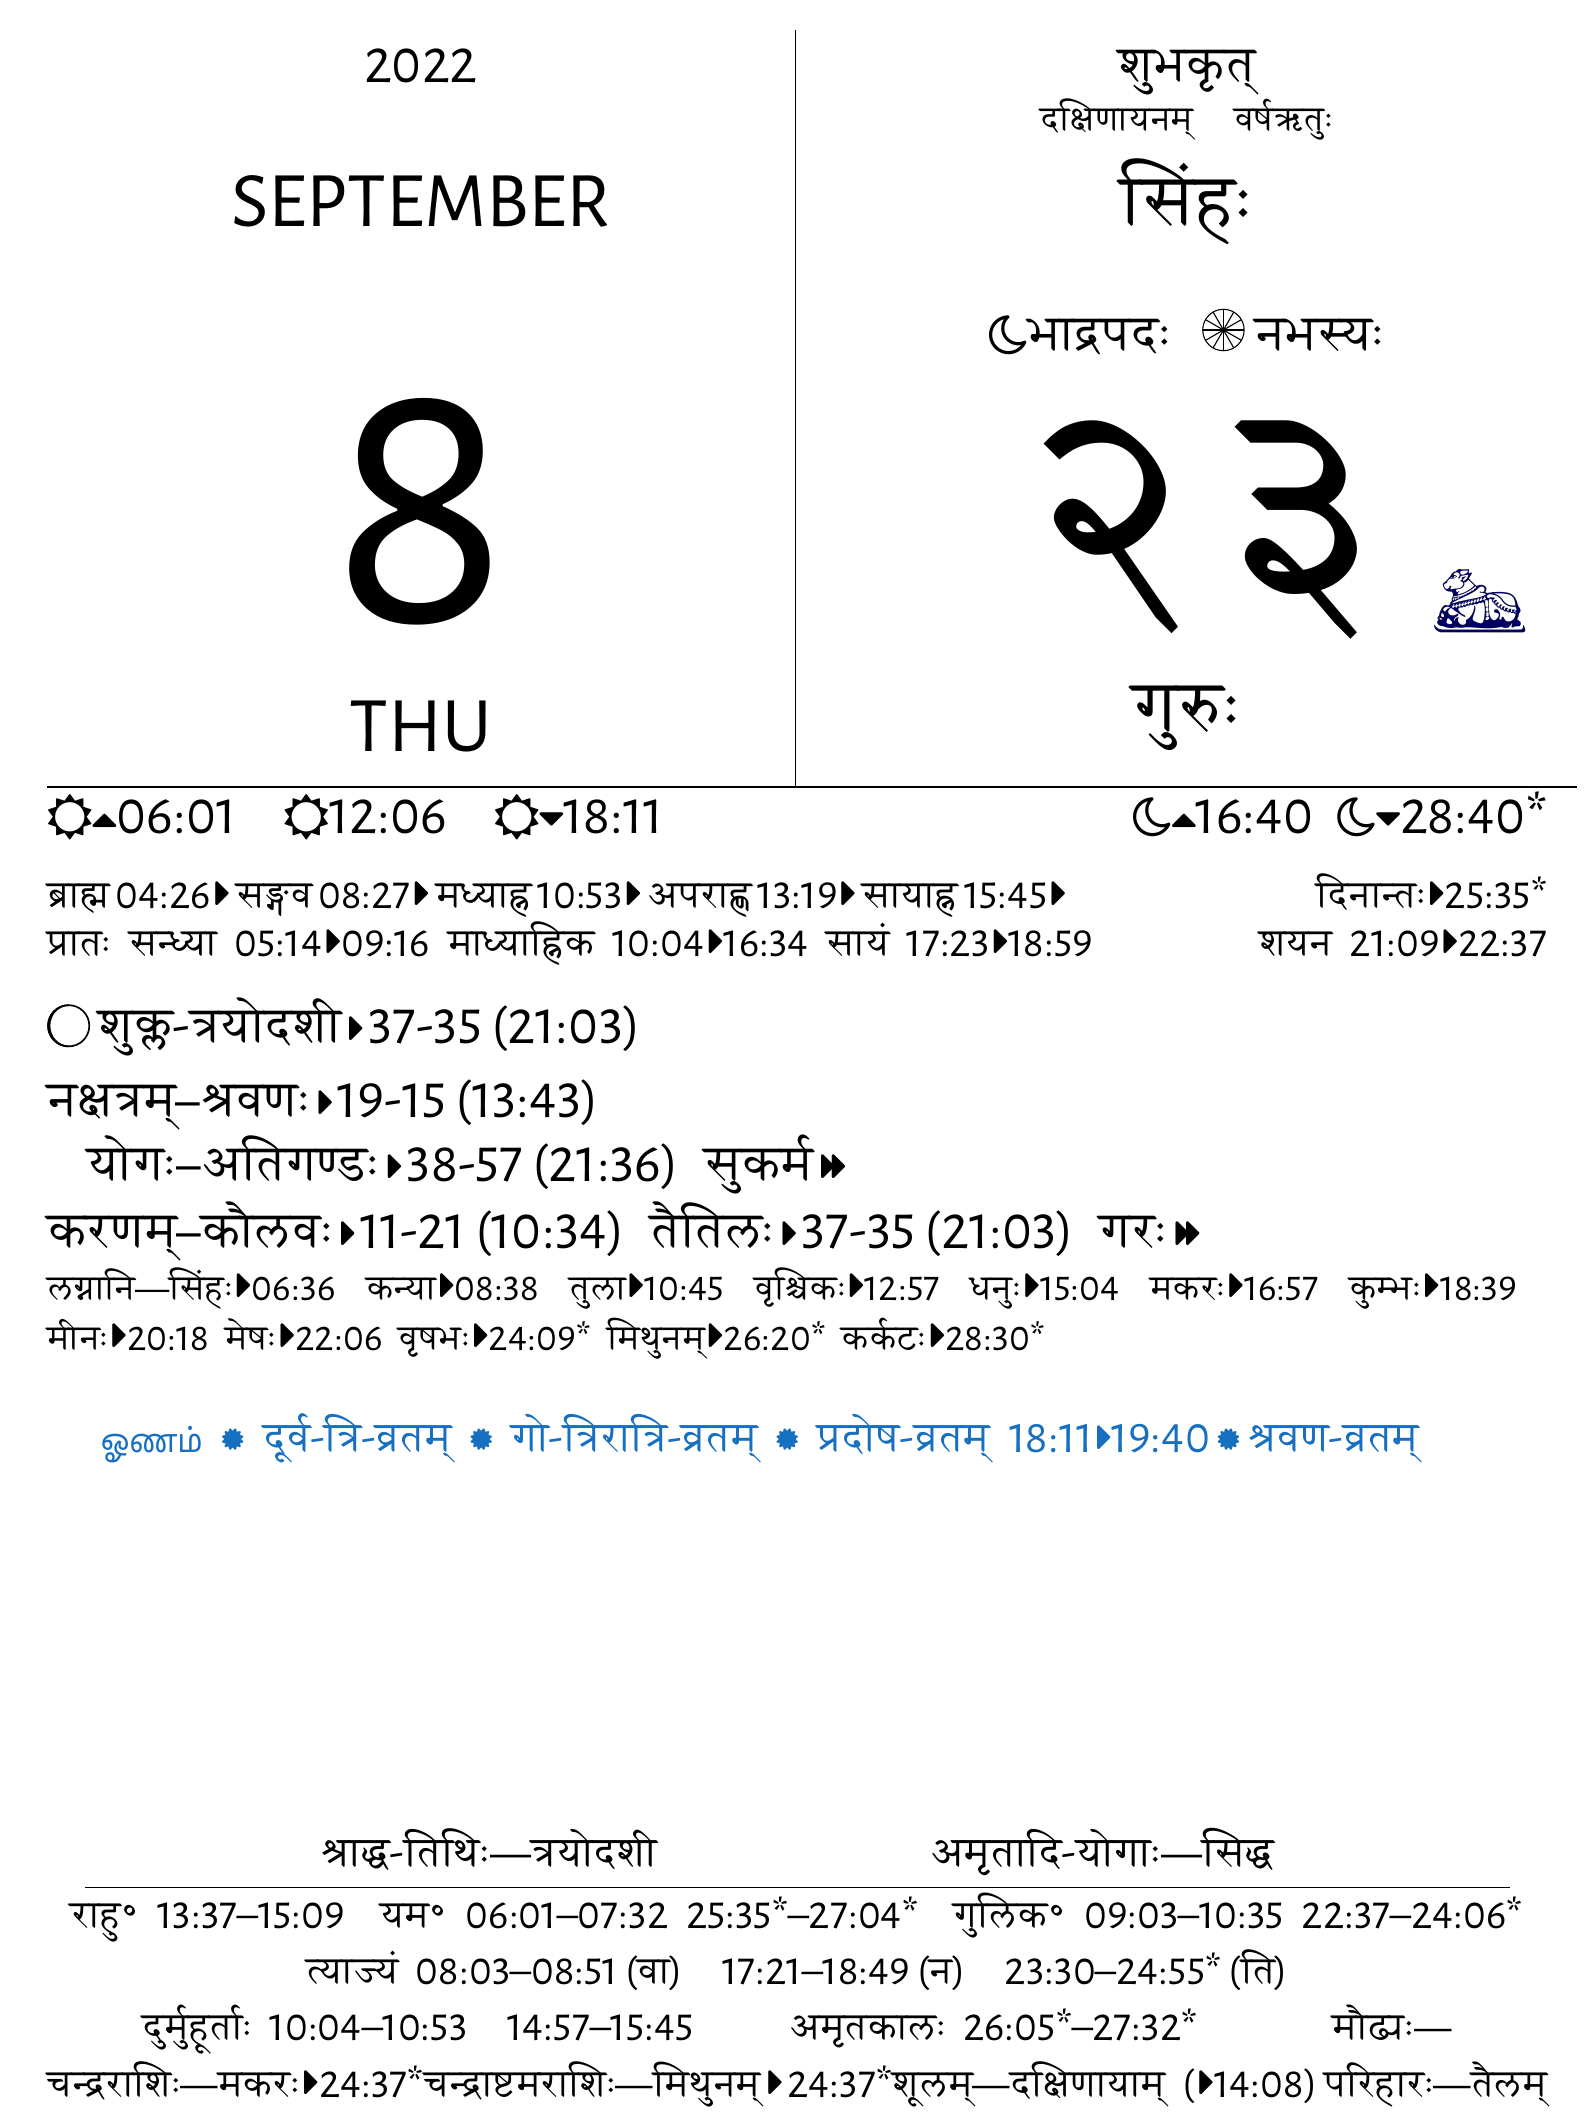 2022
SEPTEMBER
8
THU
शुभकृत्
दक्षिणायनम् वर्षऋतुः
सिंहः
भाद्रपदः नभस्यः
२३
गुरुः
06:01 12:06 18:11 16:40 28:40*
ब्राह्म 04:26 सङ्गव 08:27 मध्याह्न 10:53 अपराह्ण 13:19 सायाह्न 15:45 दिनान्तः 25:35*
प्रातः सन्ध्या 05:14 09:16 माध्याह्निक 10:04 16:34 सायं 17:23 18:59 शयन 21:09 22:37
शुक्ल-त्रयोदशी 37-35 (21:03)
नक्षत्रम्–श्रवणः 19-15 (13:43)
योगः–अतिगण्डः 38-57 (21:36) सुकर्म
करणम्–कौलवः 11-21 (10:34) तैतिलः 37-35 (21:03) गरः
लग्नानि—सिंहः 06:36 कन्या 08:38 तुला 10:45 वृश्चिकः 12:57 धनुः 15:04 मकरः 16:57 कुम्भः 18:39
मीनः 20:18 मेषः 22:06 वृषभः 24:09* मिथुनम् 26:20* कर्कटः 28:30*
ஓணம் दूर्व-त्रि-व्रतम् गो-त्रिरात्रि-व्रतम् प्रदोष-व्रतम् 18:11 19:40 श्रवण-व्रतम्
श्राद्ध-तिथिः—त्रयोदशी अमृतादि-योगाः—सिद्ध
राहु॰ 13:37–15:09 यम॰ 06:01–07:32 25:35*–27:04* गुलिक॰ 09:03–10:35 22:37–24:06*
त्याज्यं 08:03–08:51 (वा) 17:21–18:49 (न) 23:30–24:55* (ति)
दुर्मुहूर्ताः 10:04–10:53 14:57–15:45 अमृतकालः 26:05*–27:32* मौढ्यः—
चन्द्रराशिः—मकरः 24:37* चन्द्राष्टमराशिः—मिथुनम् 24:37* शूलम्—दक्षिणायाम् (14:08) परिहारः—तैलम्